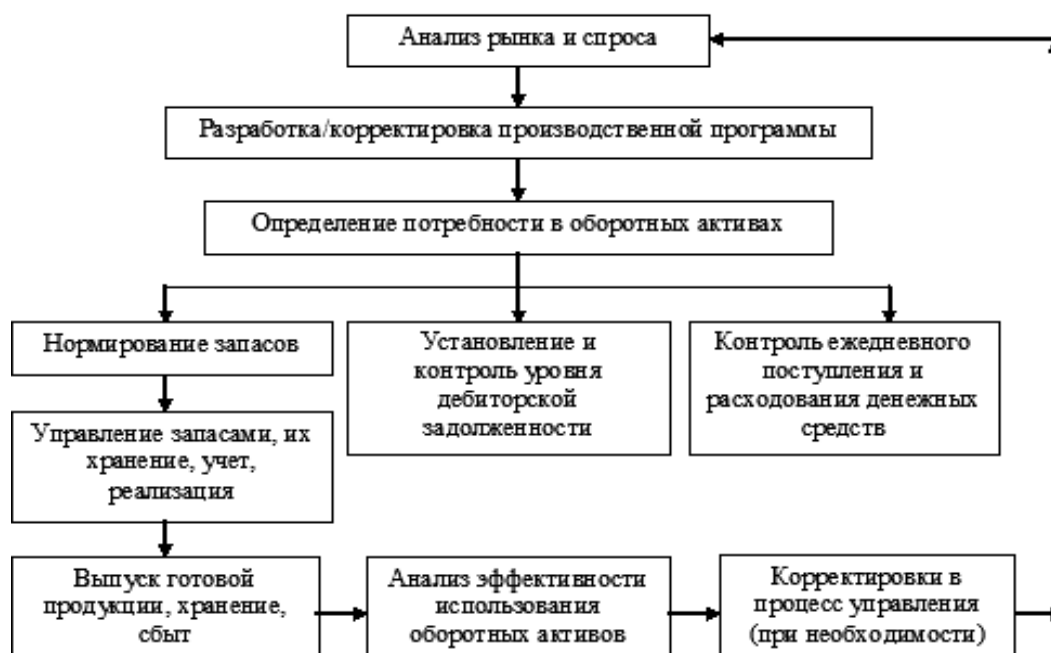 Анализ рынка и спроса
Разработка/корректировка производственной программы
Определение потребности в оборотных активах
Нормирование запасов
Установление и
контроль уровня
дебиторской
задолженности
Контроль ежедневного
поступления и
расходования денежных
средств
Управление запасами, их
хранение, учет,
реализация
Выпуск готовой
продукции, хранение,
сбыт
Анализ эффективности
использования
оборотных активов
Корректировки в
процесс управления
(при необходимости)